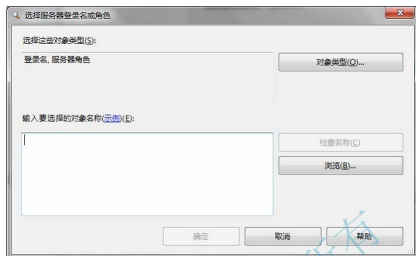 选择服务器登录名或角色
选择这些对象类型(S):
登录名, 服务器角色
对象类型(O)...
输入要选择的对象名称(示例)(E):
检查名称(C)
浏览(B)...
确定
取消
帮助
有